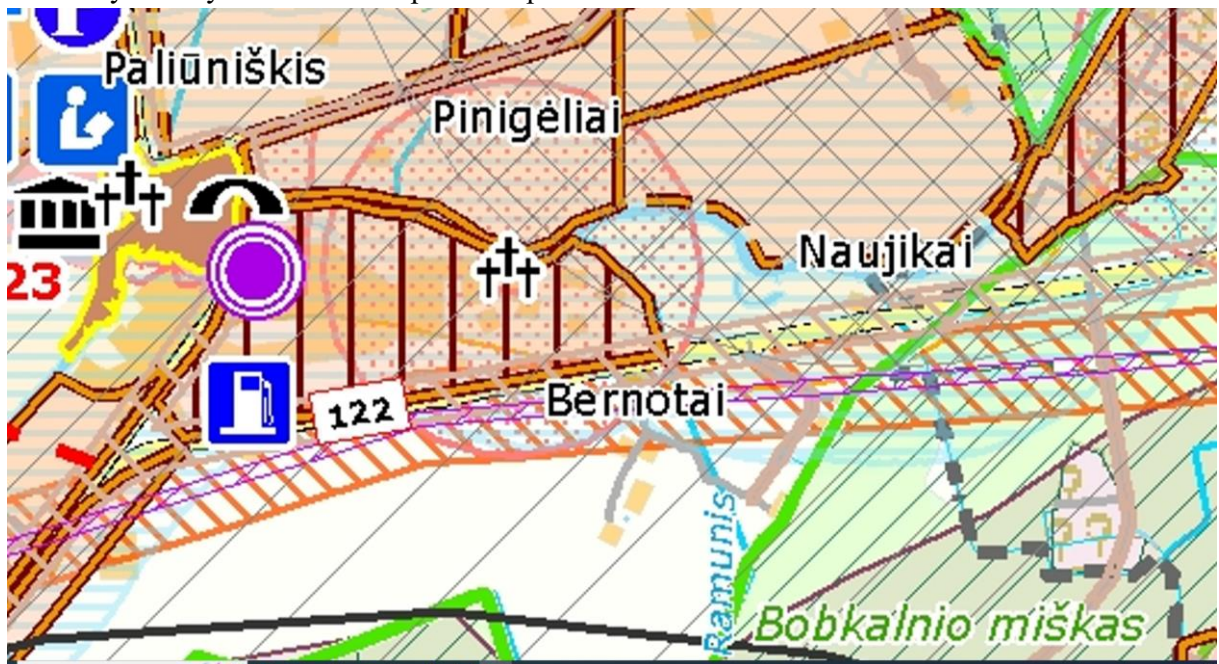 Paliūniškis
Pinigėliai
Naujikai
23
122
Bernotai
Ramunis
Bobkalnio miškas